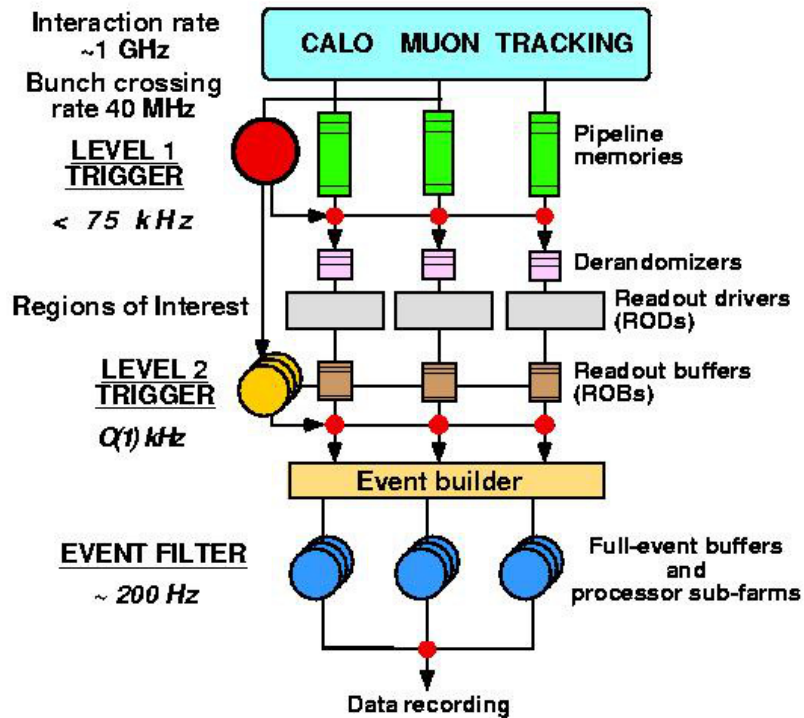 Interaction rate
~1 GHz
CALO MUON TRACKING
Bunch crossing
rate 40 MHz
LEVEL 1
TRIGGER
< 75 kHz
Pipeline
memories
Derandomizers
Regions of Interest
Readout drivers
(RODs)
LEVEL 2
TRIGGER
O(1) kHz
Readout buffers
(ROBs)
Event builder
EVENT FILTER
~ 200 Hz
Full-event buffers
and
processor sub-farms
Data recording